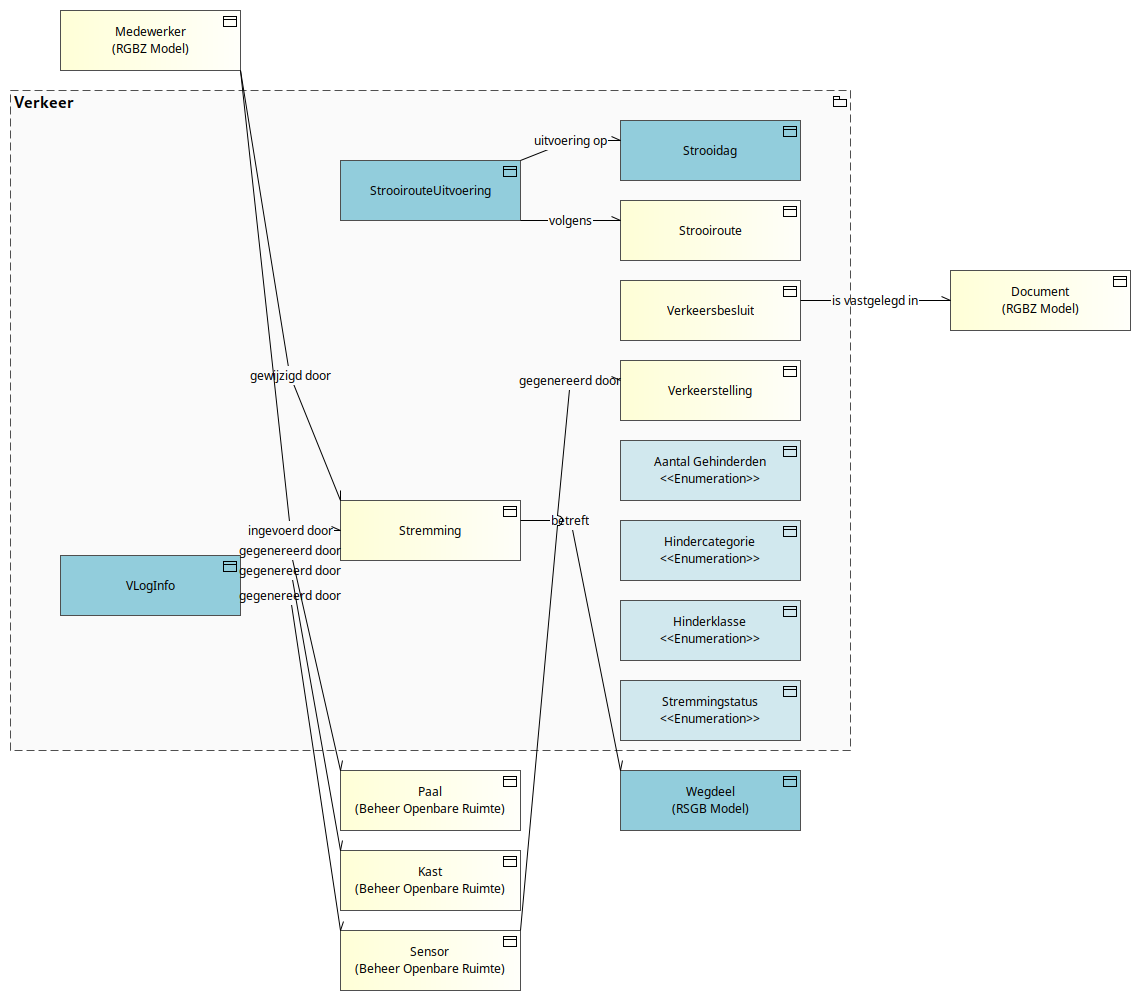 Medewerker
(RGBZ Model)
Verkeer
uitvoering op
Strooidag
StrooirouteUitvoering
volgens
Strooiroute
Verkeersbesluit
is vastgelegd in
Document
(RGBZ Model)
gewijzigd door
gegenereerd door
Verkeerstelling
Aantal Gehinderden
<<Enumeration>>
Stremming
betreft
ingevoerd door
Hindercategorie
<<Enumeration>>
gegenereerd door
gegenereerd door
gegenereerd door
VLogInfo
Hinderklasse
<<Enumeration>>
Stremmingstatus
<<Enumeration>>
Paal
(Beheer Openbare Ruimte)
Wegdeel
(RSGB Model)
Kast
(Beheer Openbare Ruimte)
Sensor
(Beheer Openbare Ruimte)